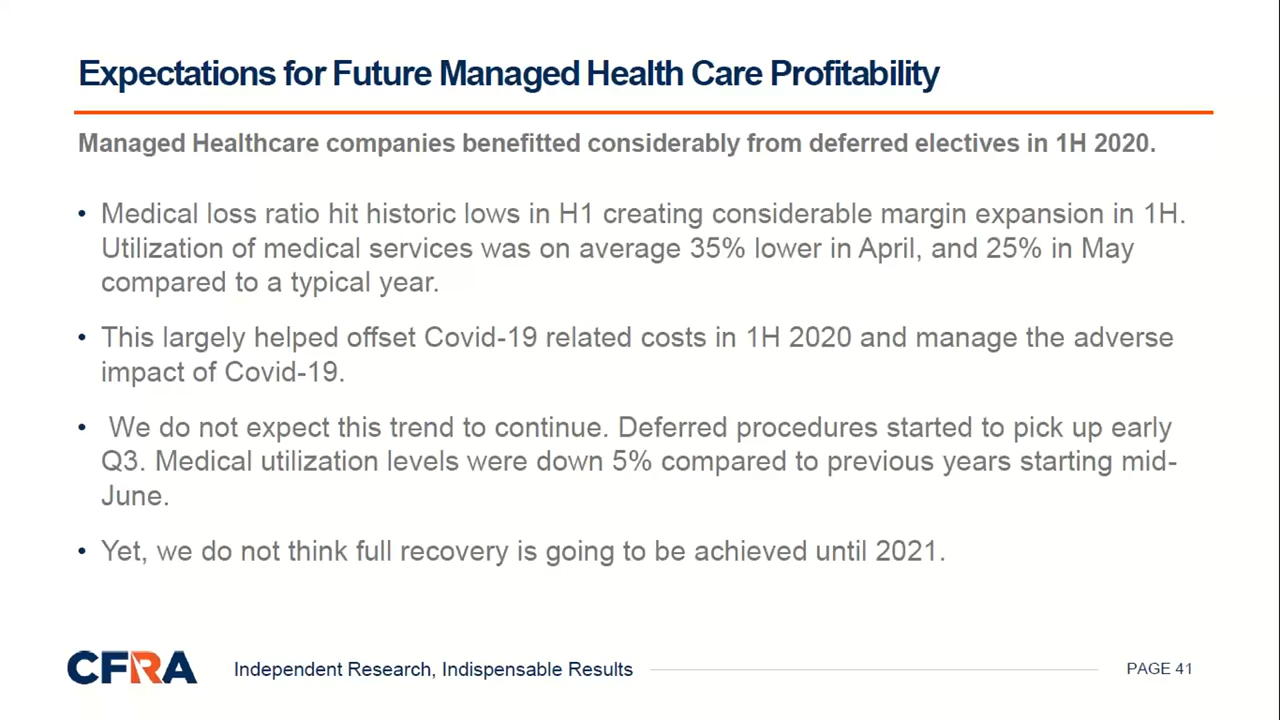 Expectations for Future Managed Health Care Profitability
Managed Healthcare companies benefitted considerably from deferred electives in 1H 2020.
• Medical loss ratio hit historic lows in H1 creating considerable margin expansion in 1H.
Utilization of medical services was on average 35% lower in April, and 25% in May
compared to a typical year.
• This largely helped offset Covid-19 related costs in 1H 2020 and manage the adverse
impact of Covid-19.
• We do not expect this trend to continue. Deferred procedures started to pick up early
Q3. Medical utilization levels were down 5% compared to previous years starting mid-
June.
• Yet, we do not think full recovery is going to be achieved until 2021.
CFRA Independent Research, Indispensable Results PAGE 41